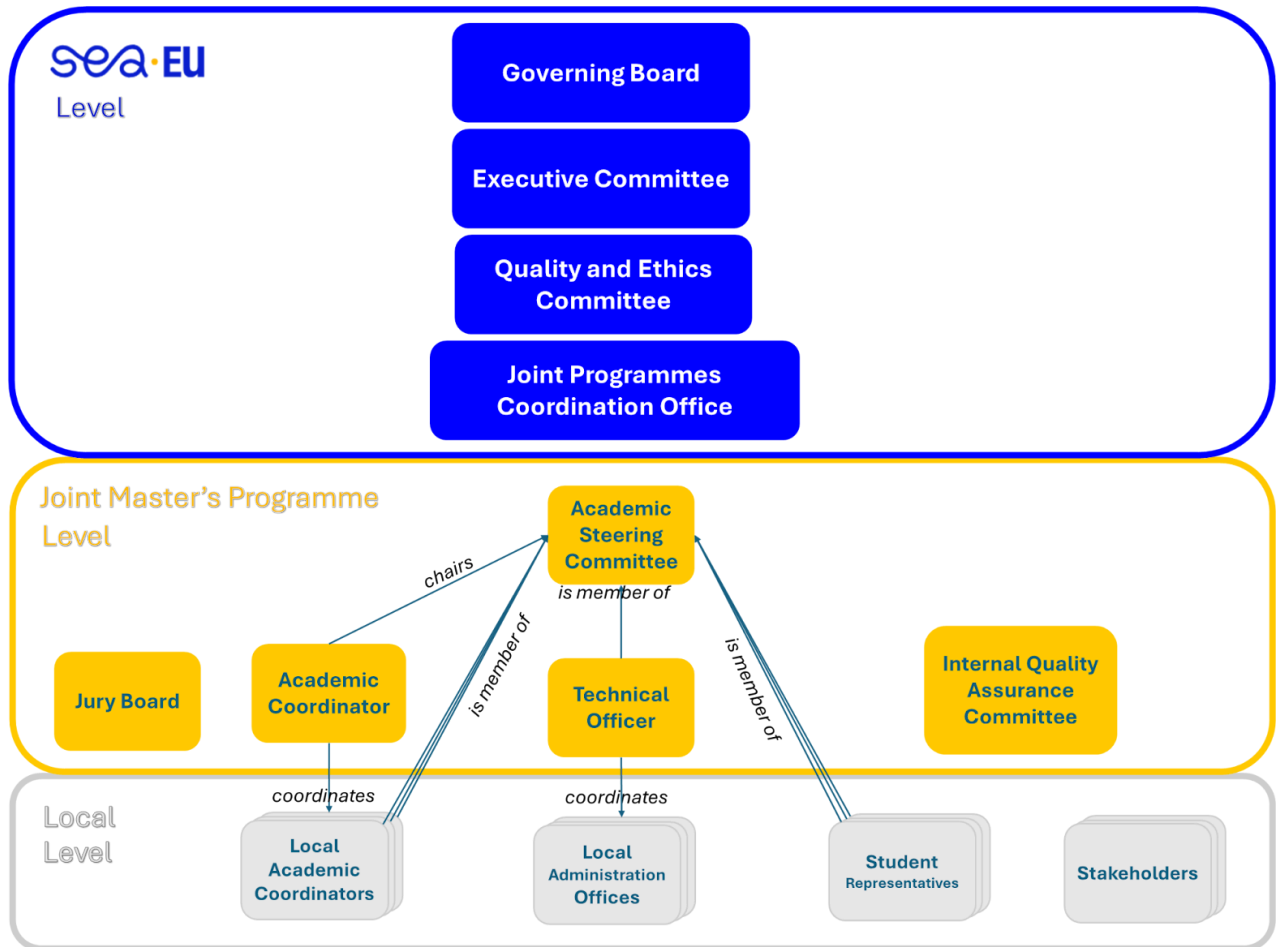 sea·EU
Level
Governing Board
Executive Committee
Quality and Ethics
Committee
Joint Programmes
Coordination Office
Joint Master's Programme
Level
Academic
Steering
Committee
chairs
is member of
is member of
is member of
Jury Board
Academic
Coordinator
Technical
Officer
Internal Quality
Assurance
Committee
coordinates
coordinates
Local
Level
Local
Academic
Coordinators
Local
Administration
Offices
Student
Representatives
Stakeholders